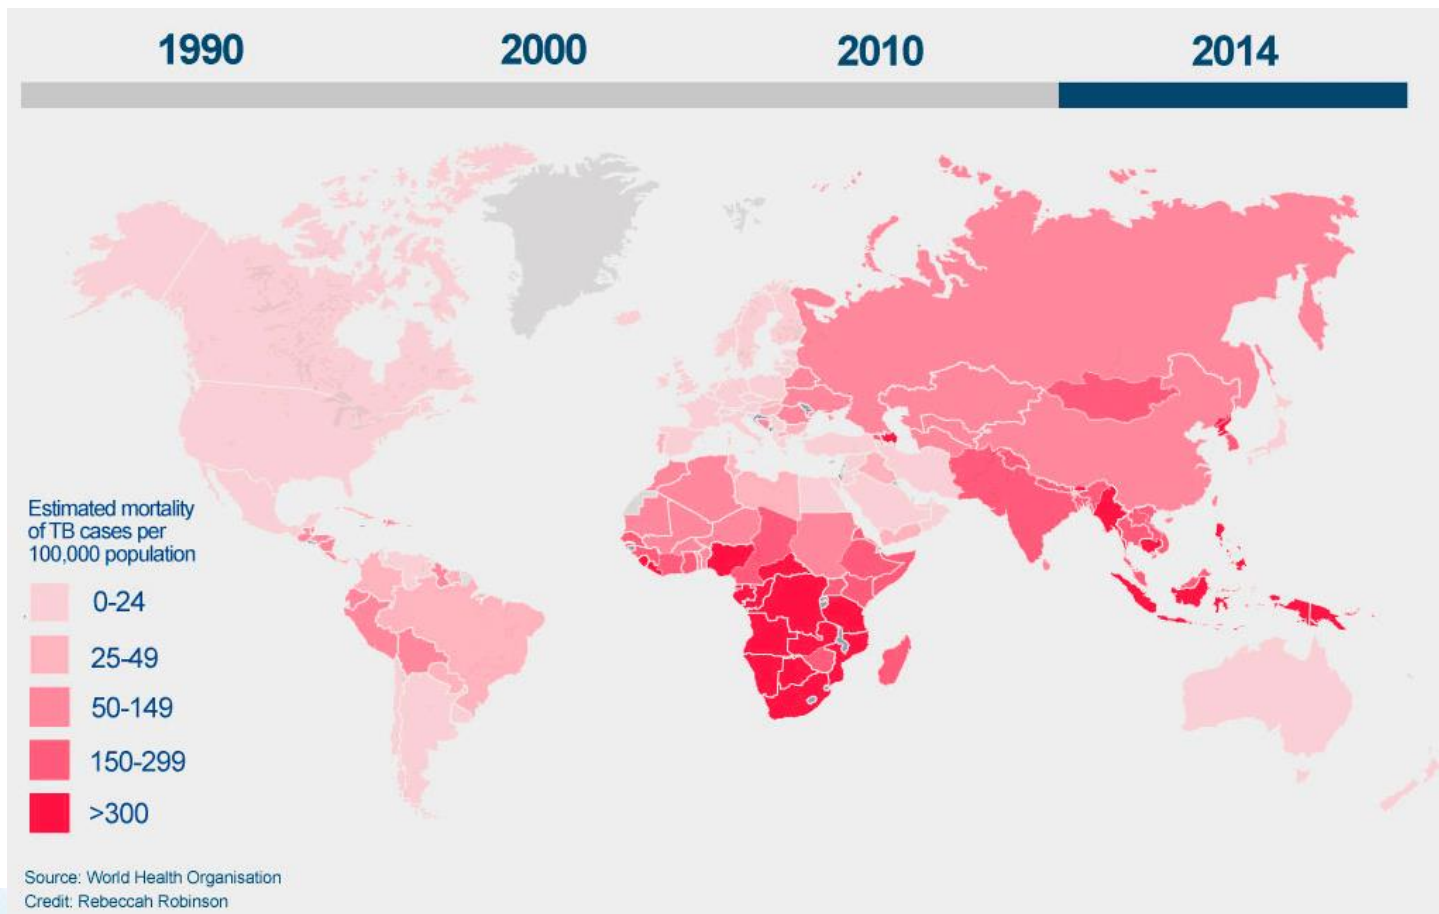 1990 2000 2010 2014
Estimated mortality
of TB cases per
100,000 population
0-24
25-49
50-149
150-299
>300
Source: World Health Organisation
Credit: Rebeccah Robinson